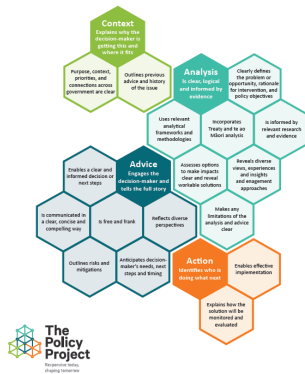 Context
Explains why the
decision-maker is
getting this and
where it fits
Purpose, context,
priorities, and
connections across
government are clear
Outlines previous
advice and history
of the issue
Analysis
Is clear, logical
and informed by
evidence
Clearly defines
the problem or
opportunity, rationale
for intervention, and
policy objectives
Uses relevant
analytical
frameworks and
methodologies
Incorporates
Treaty and te ao
Māori analysis
Is informed by
relevant research
and evidence
Assesses options
to make impacts
clear and reveal
workable solutions
Reveals diverse
views, experiences
and insights
and engagement
approaches
Makes any
limitations of the
analysis and advice
clear
Advice
Engages the
decision-maker and
tells the full story
Enables a clear and
informed decision or
next steps
Is communicated in
a clear, concise and
compelling way
Is free and frank
Reflects diverse
perspectives
Outlines risks and
mitigations
Anticipates decision-
maker's needs, next
steps and timing
Action
Identifies who is
doing what next
Enables effective
implementation
Explains how the
solution will be
monitored and
evaluated
The
Policy
Project
Responsive today,
shaping tomorrow